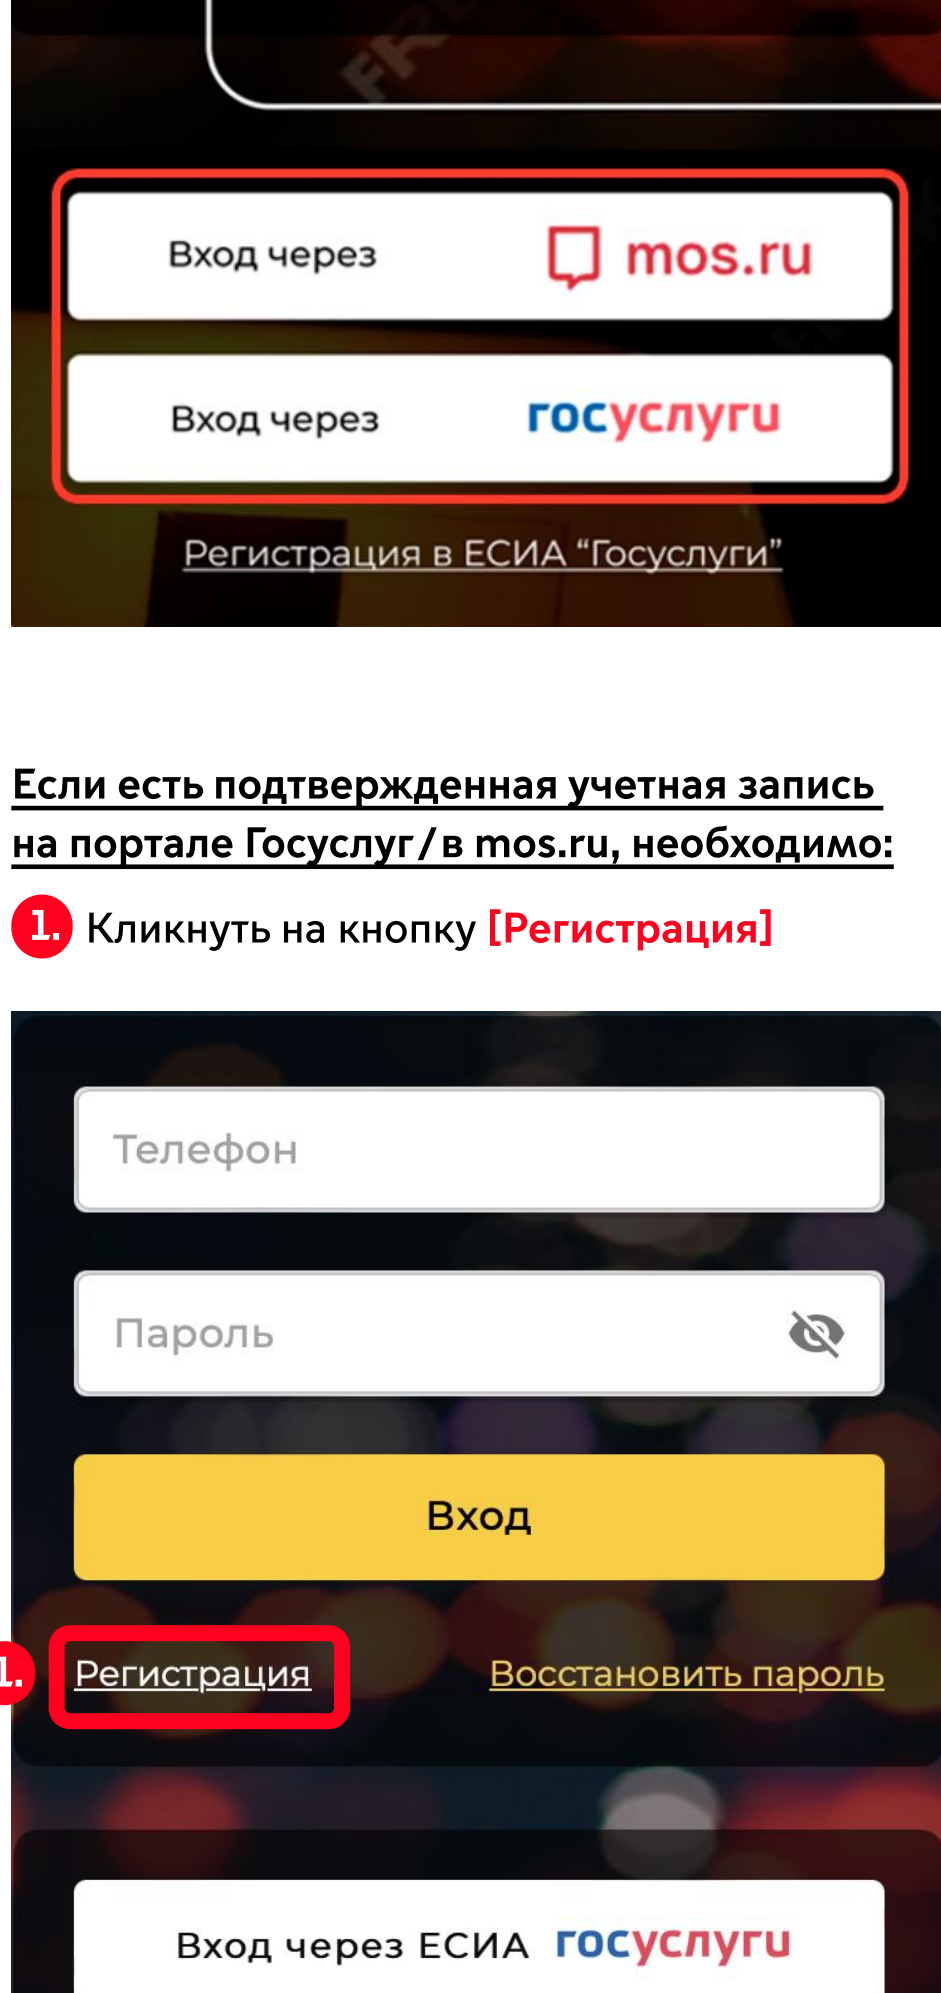 Вход через mos.ru
Вход через госуслуги
Регистрация в ЕСИА “Госуслуги”
Если есть подтвержденная учетная запись
на портале Госуслуг/в mos.ru, необходимо:
1. Кликнуть на кнопку [Регистрация]
Телефон
Пароль
Вход
1. Регистрация Восстановить пароль
Вход через ЕСИА госуслуги